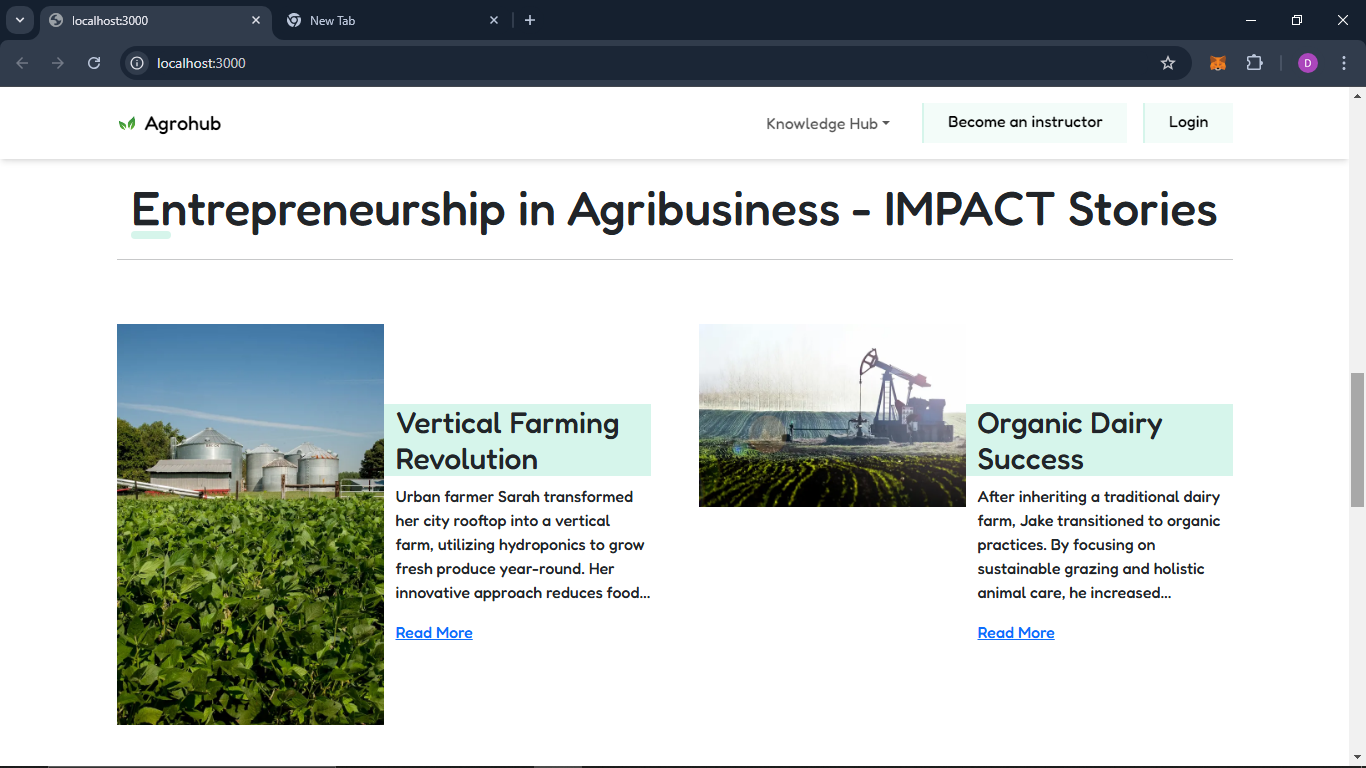 localhost:3000
New Tab
localhost:3000
D
Agrohub
Knowledge Hub
Become an instructor
Login
Entrepreneurship in Agribusiness - IMPACT Stories
Vertical Farming
Revolution
Urban farmer Sarah transformed
her city rooftop into a vertical
farm, utilizing hydroponics to grow
fresh produce year-round. Her
innovative approach reduces food...
Read More
Organic Dairy
Success
After inheriting a traditional dairy
farm, Jake transitioned to organic
practices. By focusing on
sustainable grazing and holistic
animal care, he increased...
Read More